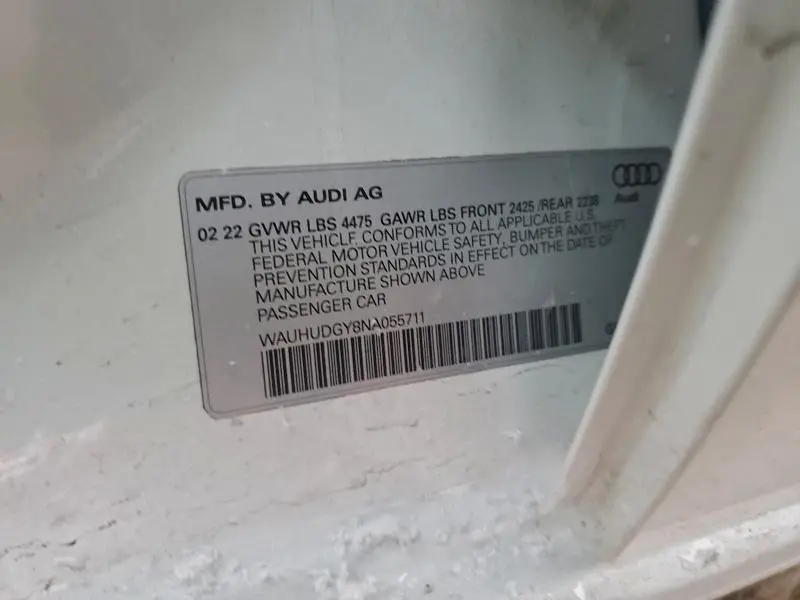 MFD. BY AUDI AG
Audi
02 22 GVWR LBS 4475 GAWR LBS FRONT 2425 /REAR 2238
THIS VEHICLE CONFORMS TO ALL APPLICABLE U.S.
FEDERAL MOTOR VEHICLE SAFETY, BUMPER AND THEFT
PREVENTION STANDARDS IN EFFECT ON THE DATE OF
MANUFACTURE SHOWN ABOVE
PASSENGER CAR
WAUHUDGY8NA055711